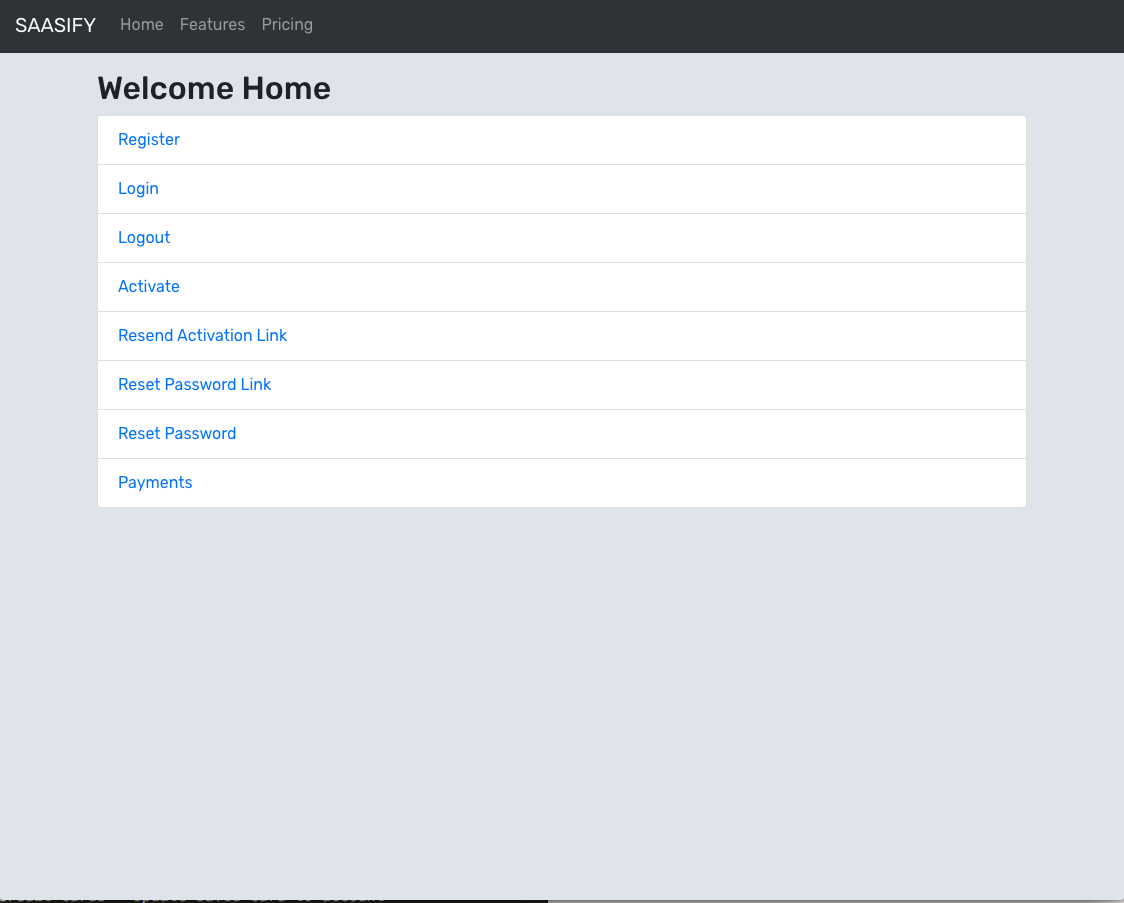 SAASIFY Home Features Pricing
Welcome Home
Register
Login
Logout
Activate
Resend Activation Link
Reset Password Link
Reset Password
Payments